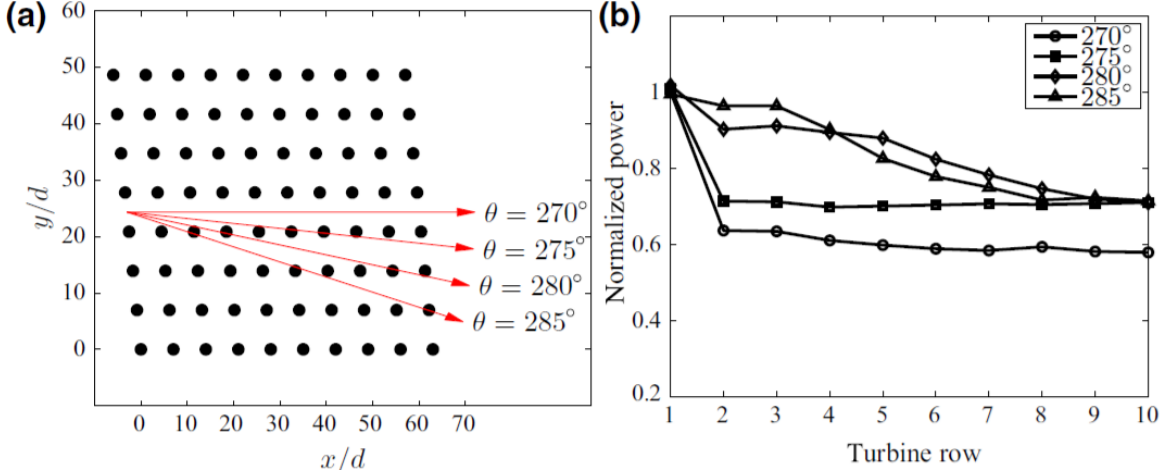 (a)
60
50
40
30
20
10
0
y/d
0 10 20 30 40 50 60 70
x/d
θ = 270°
θ = 275°
θ = 280°
θ = 285°
(b)
270°
275°
280°
285°
1
0.8
0.6
0.4
0.2
Normalized power
1 2 3 4 5 6 7 8 9 10
Turbine row